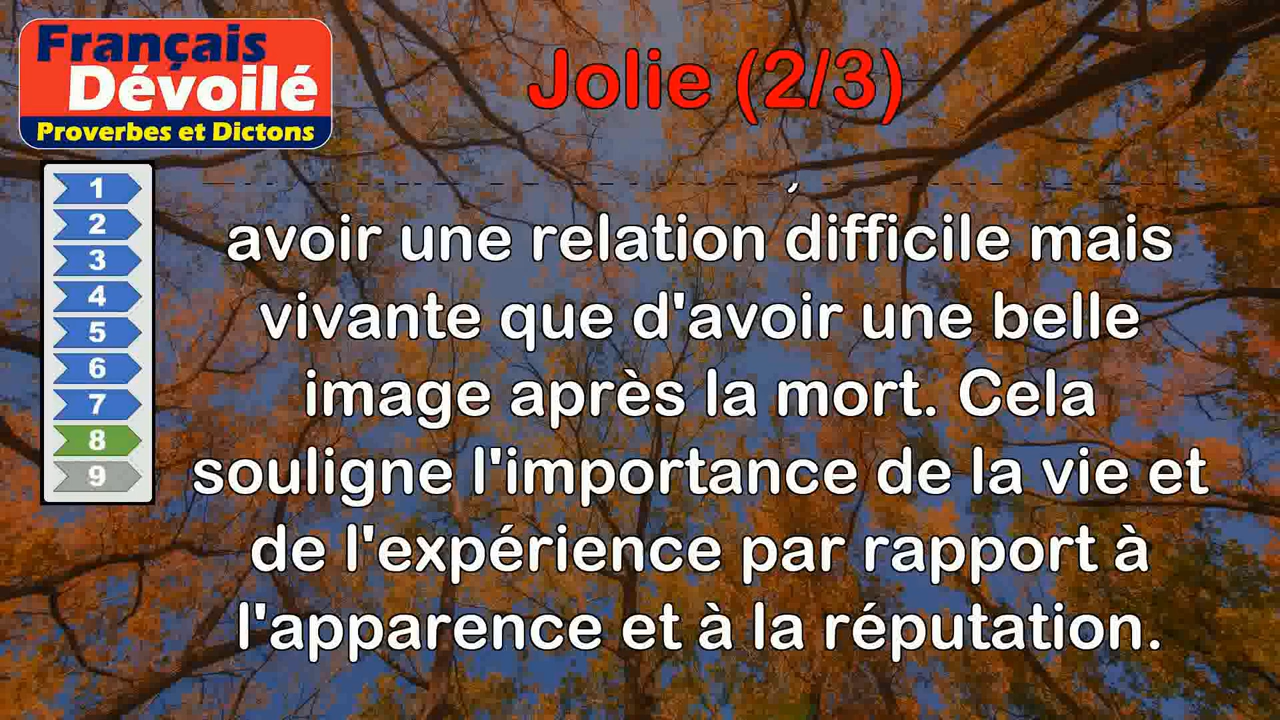 Français
Dévoilé
Proverbes et Dictons
Jolie (2/3)
1
2
3
4
5
6
7
8
9
avoir une relation difficile mais
vivante que d'avoir une belle
image après la mort. Cela
souligne l'importance de la vie et
de l'expérience par rapport à
l'apparence et à la réputation.